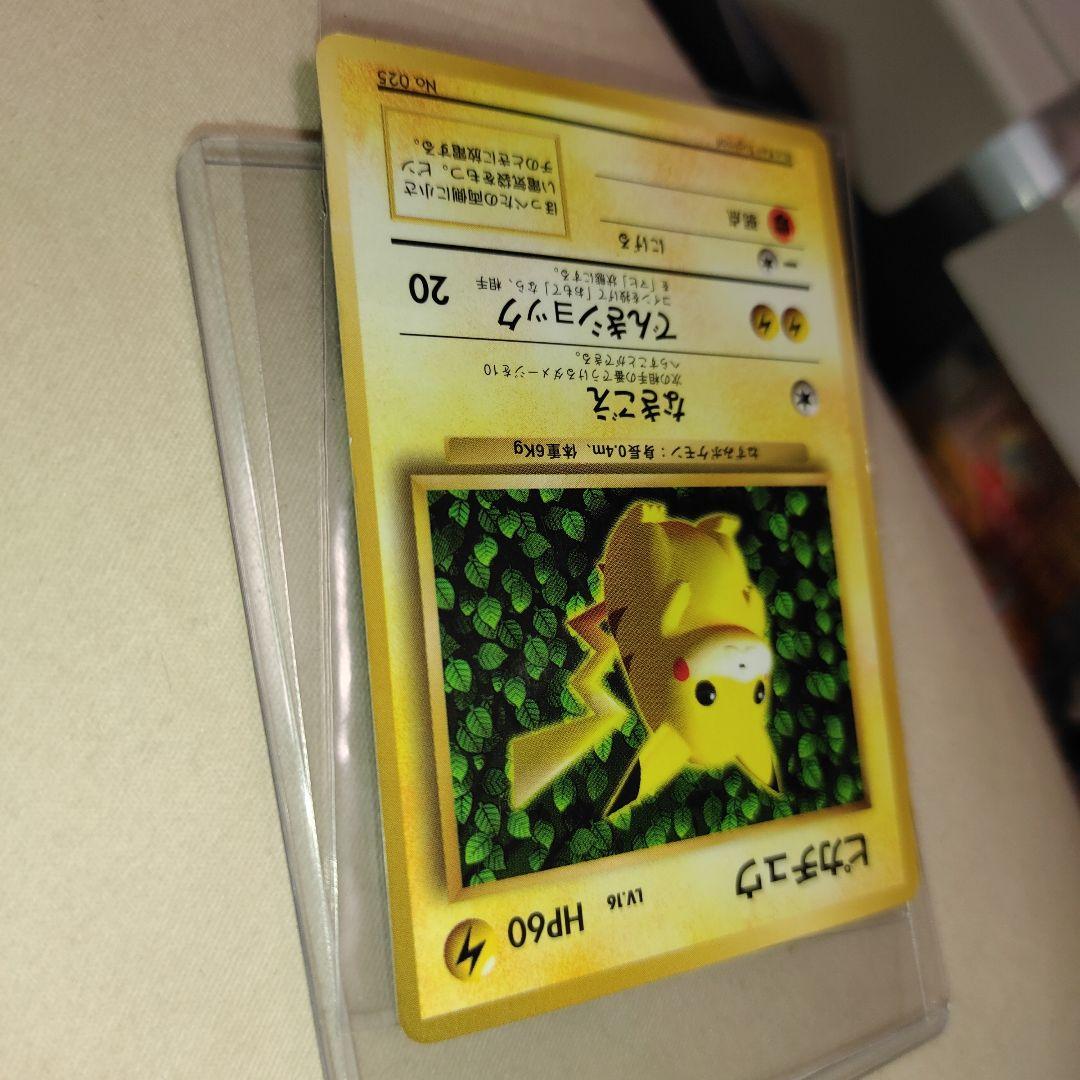 ピカチュウ LV.16 HP60
ねずみポケモン：身長0.4m、体重6Kg
なきごえ
次の相手の番でうけるダメージを10
へらすことができる。
でんきショック 20
コインを投げて「おもて」なら、相手
を「マヒ」状態にする。
にげる
弱点
ほっぺたの両側に小さ
い電気袋をもつ。ピン
チのときに放電する。
No.025